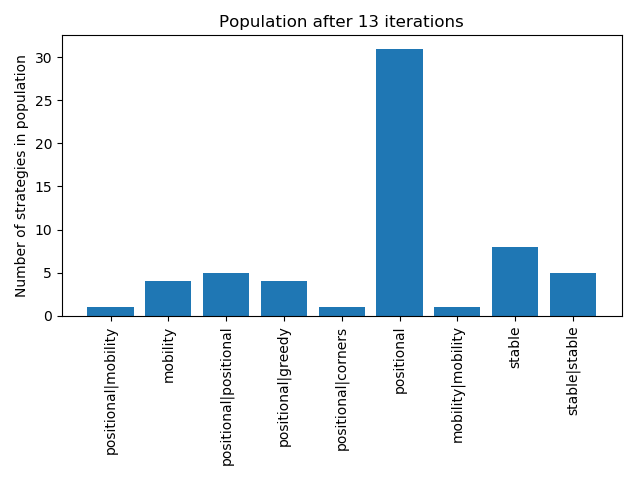 Population after 13 iterations
Number of strategies in population
30
25
20
15
10
5
0
positional|mobility
mobility
positional|positional
positional|greedy
positional|corners
positional
mobility|mobility
stable
stable|stable